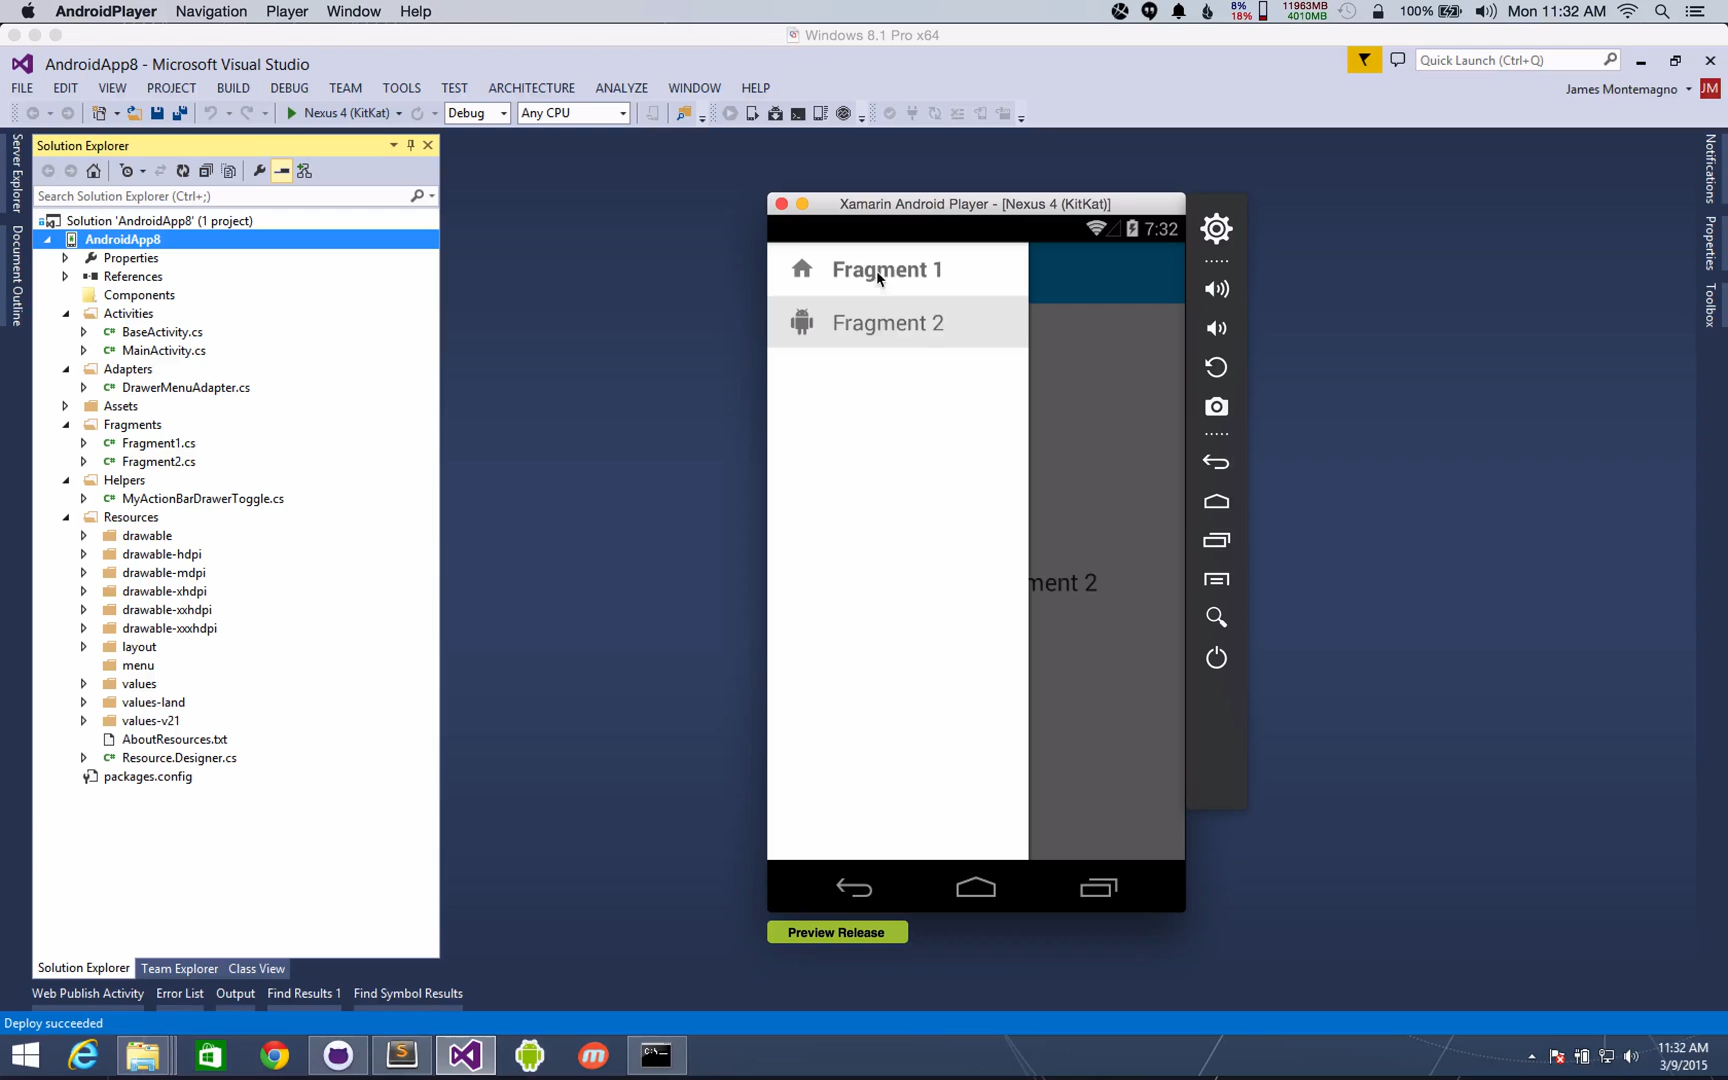 AndroidPlayer Navigation Player Window Help 8% 18% 11963MB 4010MB 100% Mon 11:32 AM
Windows 8.1 Pro x64
AndroidApp8 - Microsoft Visual Studio
Quick Launch (Ctrl+Q)
FILE EDIT VIEW PROJECT BUILD DEBUG TEAM TOOLS TEST ARCHITECTURE ANALYZE WINDOW HELP
James Montemagno JM
Nexus 4 (KitKat) Debug Any CPU
Server Explorer
Document Outline
Solution Explorer
Search Solution Explorer (Ctrl+;)
Solution 'AndroidApp8' (1 project)
AndroidApp8
Properties
References
Components
Activities
BaseActivity.cs
MainActivity.cs
Adapters
DrawerMenuAdapter.cs
Assets
Fragments
Fragment1.cs
Fragment2.cs
Helpers
MyActionBarDrawerToggle.cs
Resources
drawable
drawable-hdpi
drawable-mdpi
drawable-xhdpi
drawable-xxhdpi
drawable-xxxhdpi
layout
menu
values
values-land
values-v21
AboutResources.txt
Resource.Designer.cs
packages.config
Solution Explorer Team Explorer Class View
Xamarin Android Player - [Nexus 4 (KitKat)]
7:32
Fragment 1
Fragment 2
ment 2
Preview Release
Notifications
Properties
Toolbox
Web Publish Activity Error List Output Find Results 1 Find Symbol Results
Deploy succeeded
11:32 AM
3/9/2015